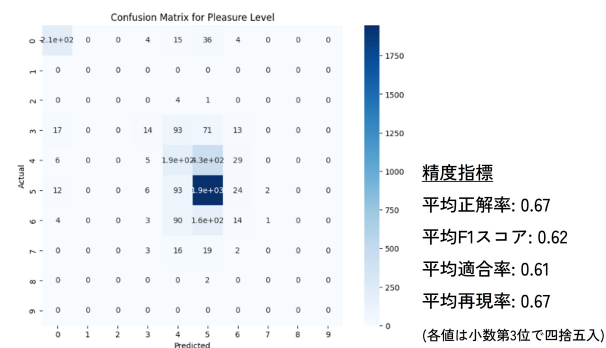 Confusion Matrix for Pleasure Level
0 2.1e+02 0 0 4 15 36 4 0 0 0
1 0 0 0 0 0 0 0 0 0 0
2 0 0 0 0 4 1 0 0 0 0
3 17 0 0 14 93 71 13 0 0 0
4 6 0 0 5 1.9e+02 4.3e+02 29 0 0 0
5 12 0 0 6 93 1.9e+03 24 2 0 0
6 4 0 0 3 90 1.6e+02 14 1 0 0
7 0 0 0 3 16 19 2 0 0 0
8 0 0 0 0 0 2 0 0 0 0
9 0 0 0 0 0 0 0 0 0 0
0 1 2 3 4 5 6 7 8 9
Actual
Predicted
1750
1500
1250
1000
750
500
250
0
精度指標
平均正解率: 0.67
平均F1スコア: 0.62
平均適合率: 0.61
平均再現率: 0.67
(各値は小数第3位で四捨五入)